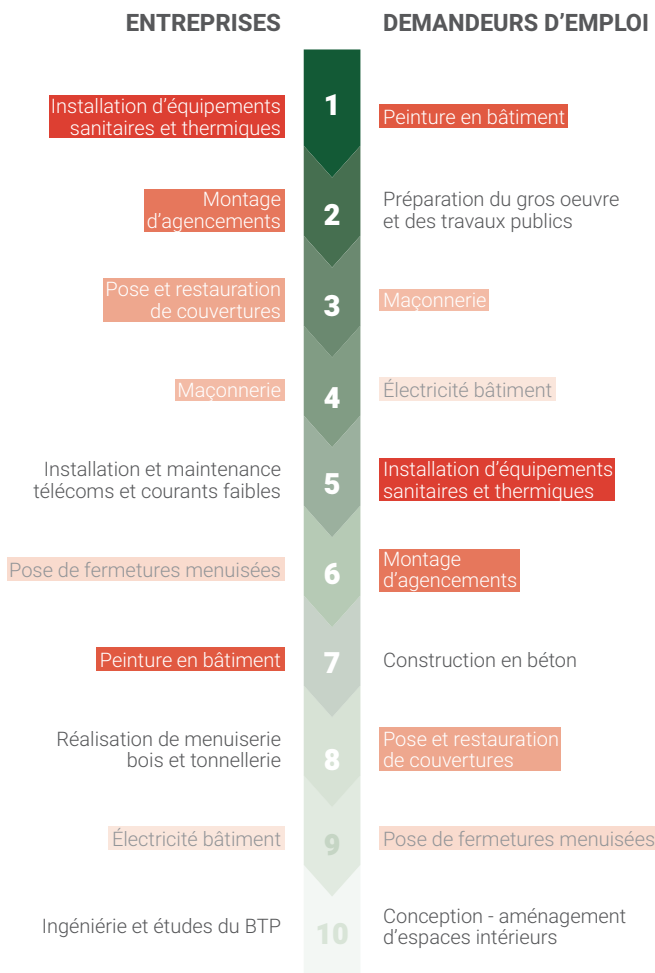 ENTREPRISES
DEMANDEURS D'EMPLOI
Installation d'équipements
sanitaires et thermiques
1
Peinture en bâtiment
Montage
d'agencements
2
Préparation du gros oeuvre
et des travaux publics
Pose et restauration
de couvertures
3
Maçonnerie
Maçonnerie
4
Électricité bâtiment
Installation et maintenance
télécoms et courants faibles
5
Installation d'équipements
sanitaires et thermiques
Pose de fermetures menuisées
6
Montage
d'agencements
Peinture en bâtiment
7
Construction en béton
Réalisation de menuiserie
bois et tonnellerie
8
Pose et restauration
de couvertures
Électricité bâtiment
9
Pose de fermetures menuisées
Ingéniérie et études du BTP
10
Conception - aménagement
d'espaces intérieurs